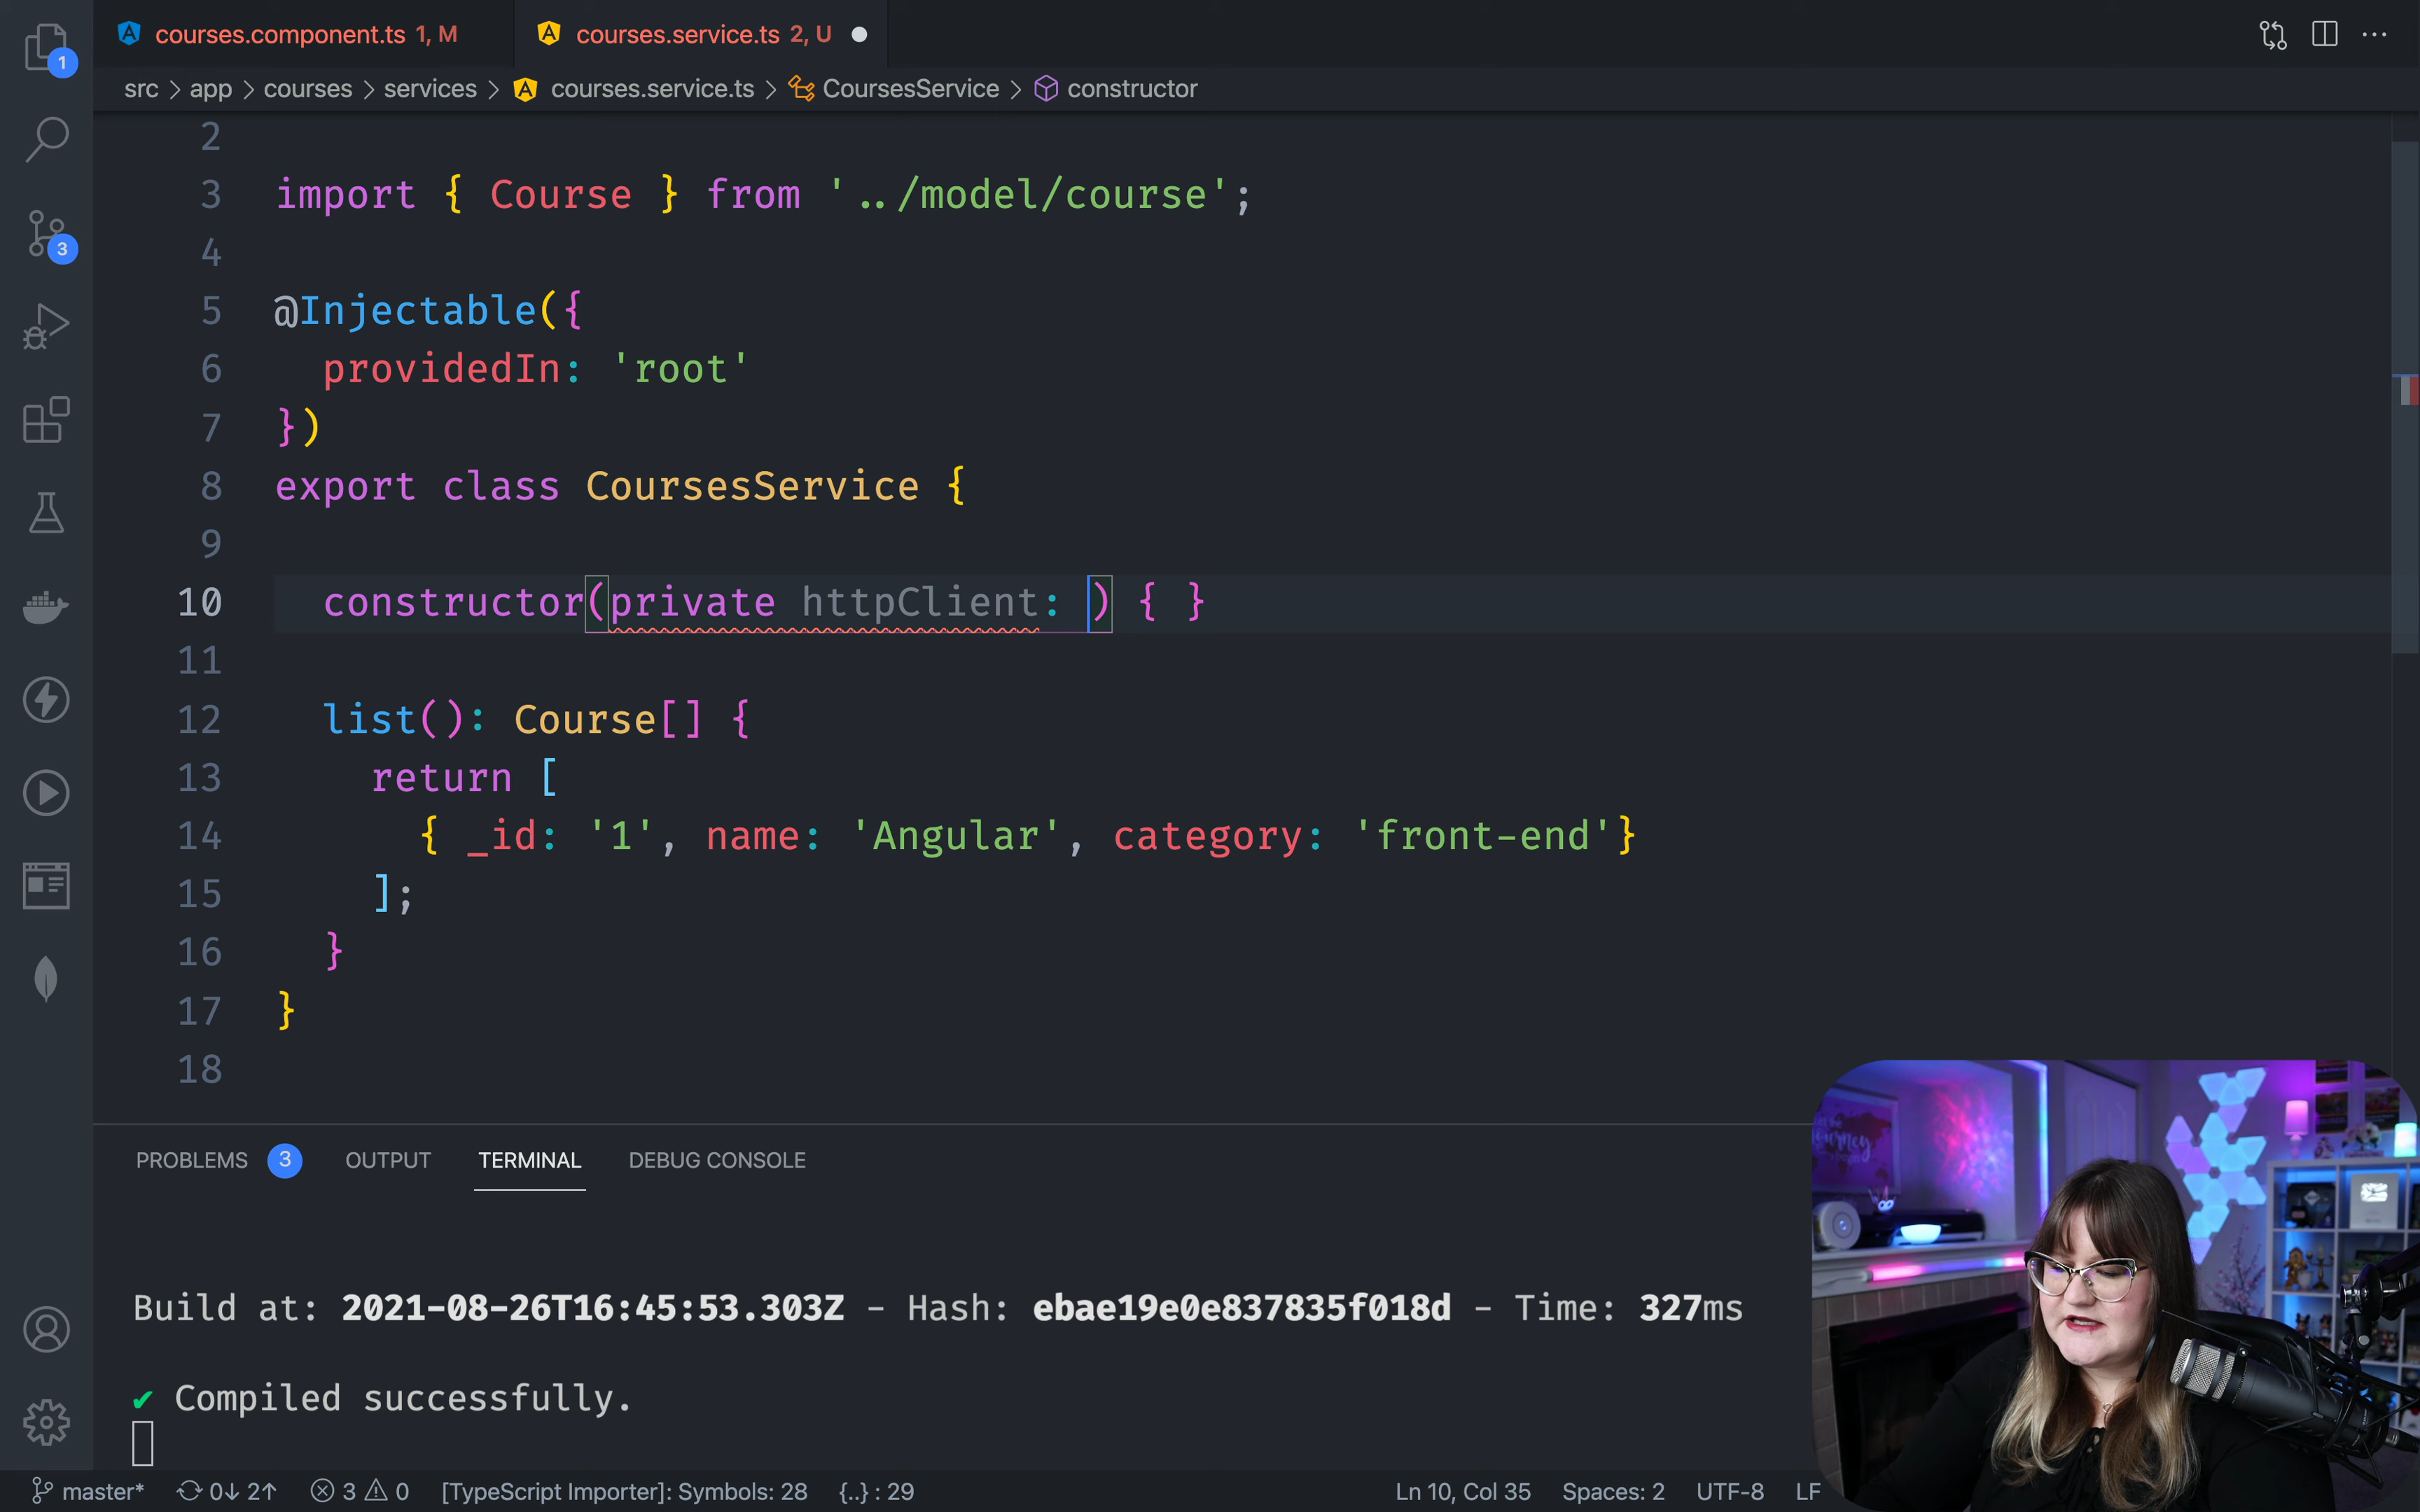 courses.component.ts 1, M
courses.service.ts 2, U
src > app > courses > services > courses.service.ts > CoursesService > constructor
1
3
2
3 import { Course } from '../model/course';
4
5 @Injectable({
6 providedIn: 'root'
7 })
8 export class CoursesService {
9
10 constructor(private httpClient: ) { }
11
12 list(): Course[] {
13 return [
14 { _id: '1', name: 'Angular', category: 'front-end'}
15 ];
16 }
17 }
18
PROBLEMS 3 OUTPUT TERMINAL DEBUG CONSOLE
Build at: 2021-08-26T16:45:53.303Z - Hash: ebae19e0e837835f018d - Time: 327ms
✔ Compiled successfully.
master* 0↓ 2↑ 3 0 [TypeScript Importer]: Symbols: 28 {..} : 29 Ln 10, Col 35 Spaces: 2 UTF-8 LF